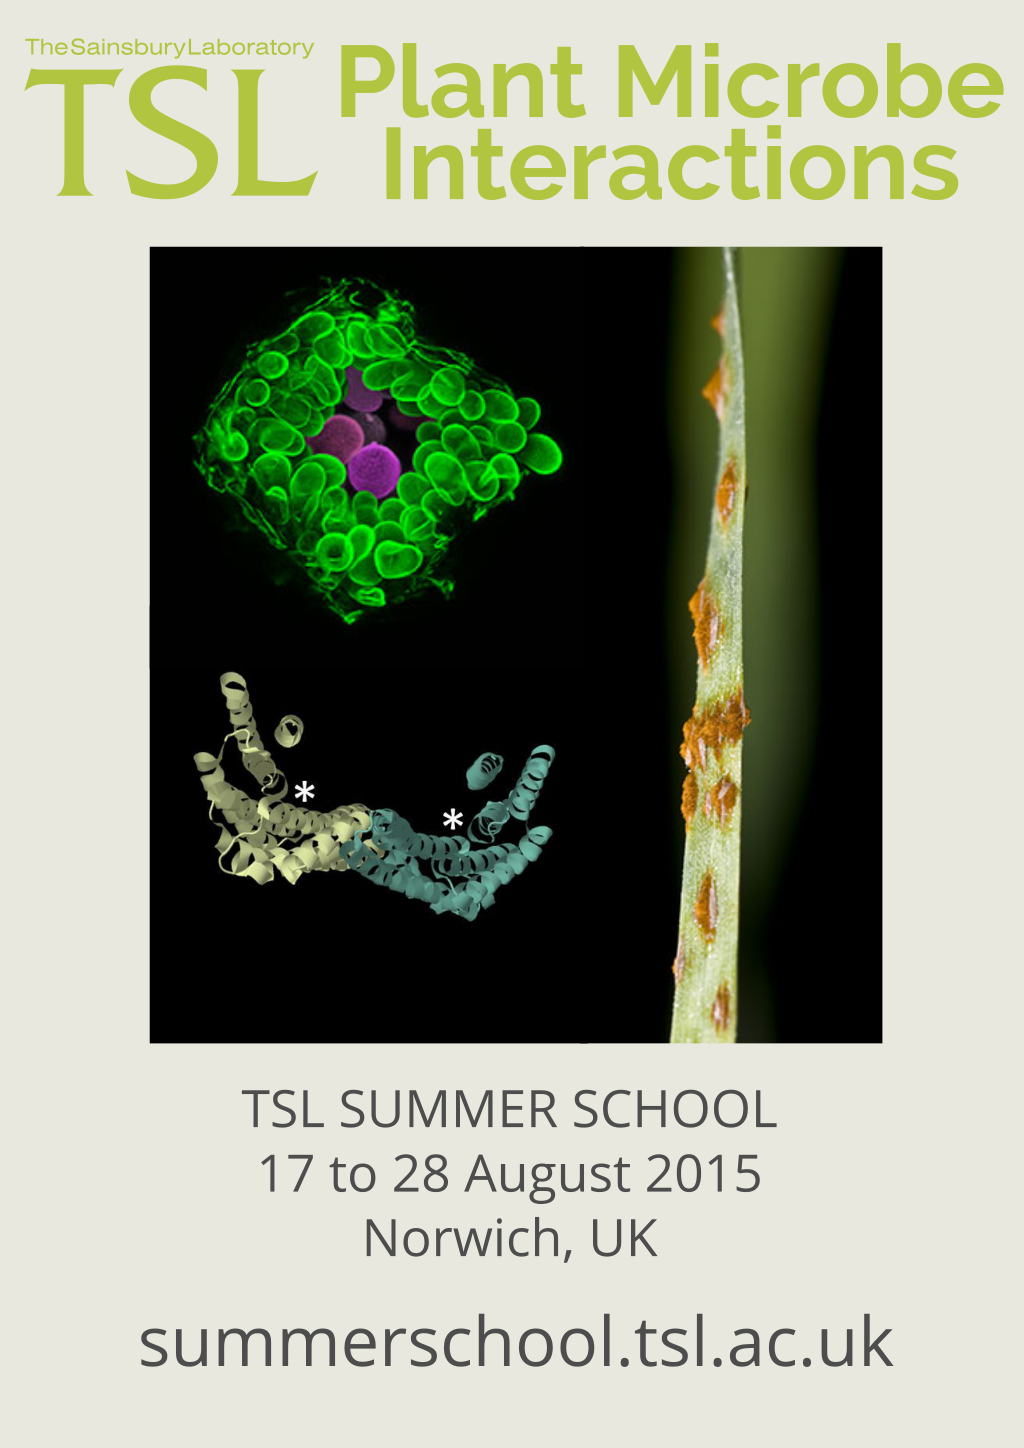 TheSainsburyLaboratory
TSL
Plant Microbe
Interactions
*
*
TSL SUMMER SCHOOL
17 to 28 August 2015
Norwich, UK
summerschool.tsl.ac.uk